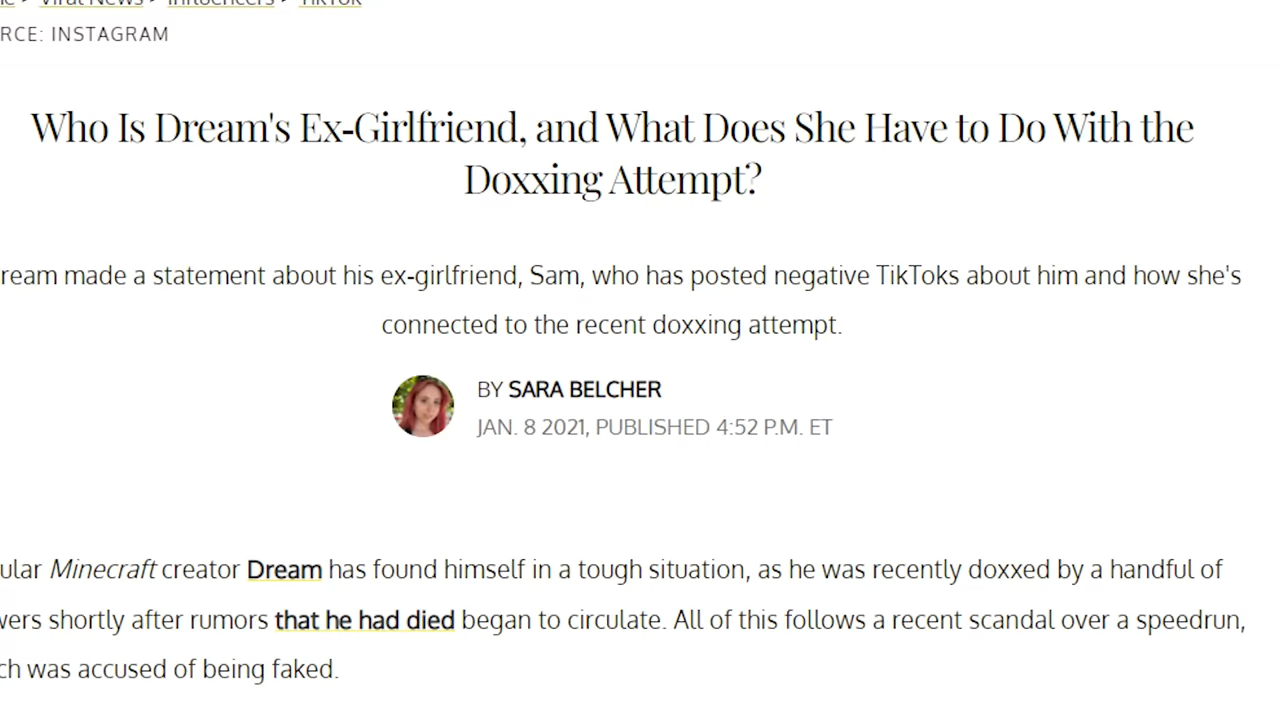 Viral News > Influencers > TikTok
RCE: INSTAGRAM
Who Is Dream's Ex-Girlfriend, and What Does She Have to Do With the
Doxxing Attempt?
ream made a statement about his ex-girlfriend, Sam, who has posted negative TikToks about him and how she's
connected to the recent doxxing attempt.
BY SARA BELCHER
JAN. 8 2021, PUBLISHED 4:52 P.M. ET
ular Minecraft creator Dream has found himself in a tough situation, as he was recently doxxed by a handful of
wers shortly after rumors that he had died began to circulate. All of this follows a recent scandal over a speedrun,
ch was accused of being faked.